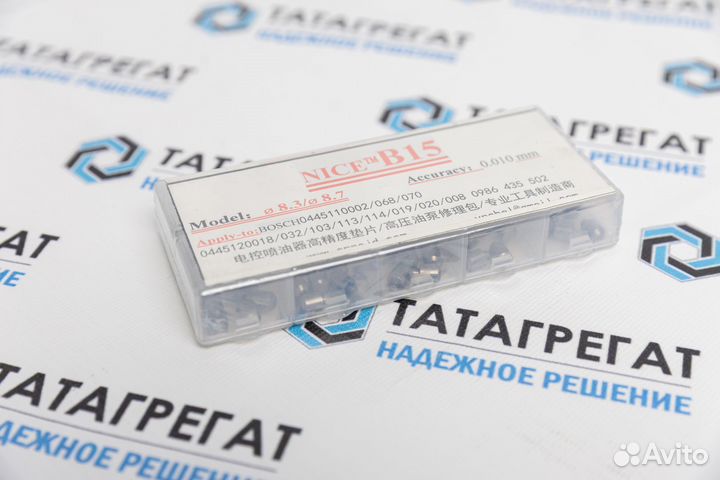 ТАТАГРЕГАТ
НАДЕЖНОЕ РЕШЕНИЕ
ТАТАГРЕГАТ
НАДЕЖНОЕ РЕШЕНИЕ
ТАТАГРЕГАТ
ТАТАГРЕГАТ
НАДЕЖНОЕ
NICE™B15
Model: ø 8.3/ø 8.7
Accuracy: 0.010 mm
Apply-to: BOSCH0445110002/068/070
0445120018/032/103/113/114/019/020/008 0986 435 502
电控喷油器高精度垫片/高压油泵修理包/专业工具制造商
ТАТАГРЕГАТ
НАДЕЖНОЕ РЕШЕНИЕ
ТАТАГРЕГАТ
НАДЕЖНОЕ РЕШЕНИЕ
Avito